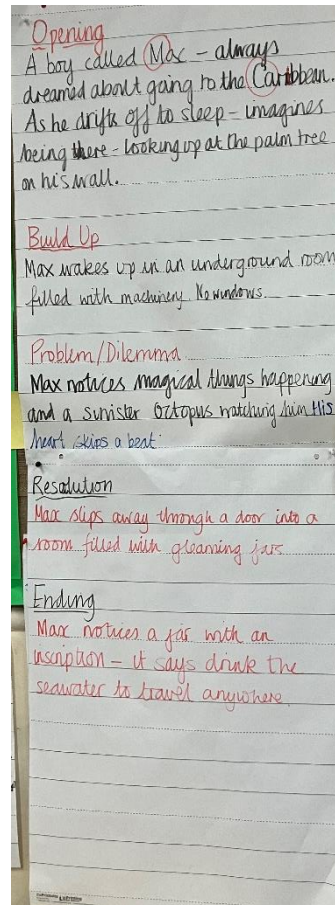 Opening
A boy called Max – always
dreamed about going to the Caribbean.
As he drifts off to sleep – imagines
being there – looking up at the palm tree
on his wall.
Build Up
Max wakes up in an underground room
filled with machinery. No windows.
Problem/Dilemma
Max notices magical things happening
and a sinister Octopus watching him His
heart skips a beat.
Resolution
Max slips away through a door into a
room filled with gleaming jars
Ending
Max notices a jar with an
inscription – it says drink the
seawater to travel anywhere.